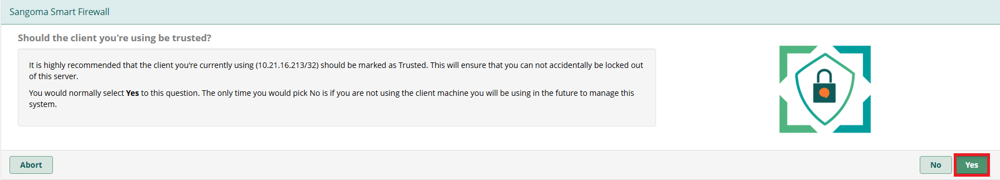 Sangoma Smart Firewall
Should the client you're using be trusted?
It is highly recommended that the client you're currently using (10.21.16.213/32) should be marked as Trusted. This will ensure that you can not accidentally be locked out
of this server.
You would normally select Yes to this question. The only time you would pick No is if you are not using the client machine you will be using in the future to manage this
system.
Abort
No
Yes